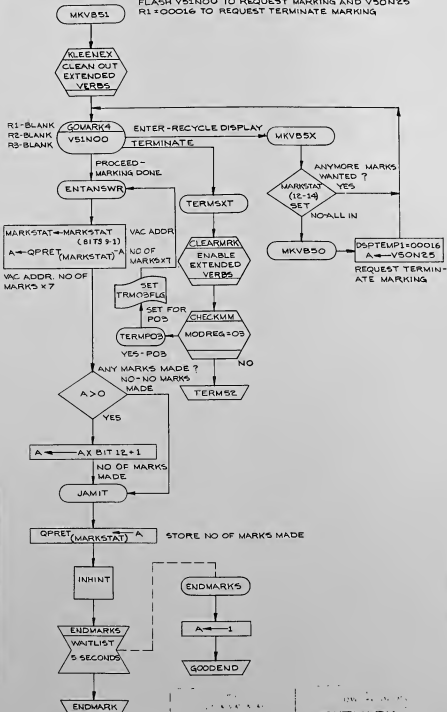 FLASH V51N00 TO REQUEST MARKING AND V50N25
R1=00016 TO REQUEST TERMINATE MARKING
MKVB51
KLEENEX
CLEAN OUT
EXTENDED
VERBS
R1-BLANK
R2-BLANK
R3-BLANK
GOMARK4
V51N00
ENTER-RECYCLE DISPLAY
TERMINATE
PROCEED-
MARKING DONE
MKVB5X
ANYMORE MARKS
WANTED ?
YES
MARKSTAT
(12-14)
SET
NO-ALL IN
MKVB50
DSPTEMP1=00016
A ← V50N25
REQUEST TERMIN-
ATE MARKING
ENTANSWR
TERMSXT
MARKSTAT←MARKSTAT
(BITS 9-1)
A←QPRET(MARKSTAT)-A
VAC ADDR
NO OF
MARKS×7
VAC ADDR. NO OF
MARKS × 7
CLEARMRK
ENABLE
EXTENDED
VERBS
SET
TRM03FLG
SET FOR
P03
CHECKMM
MODREG=03
TERMP03
YES-P03
NO
TERM52
ANY MARKS MADE ?
NO-NO MARKS
MADE
A>0
YES
A ← A X BIT 12+1
NO OF MARKS
MADE
JAMIT
QPRET(MARKSTAT) ← A
STORE NO OF MARKS MADE
INHINT
ENDMARKS
WAITLIST
5 SECONDS
ENDMARKS
A ← 1
GOODEND
ENDMARK